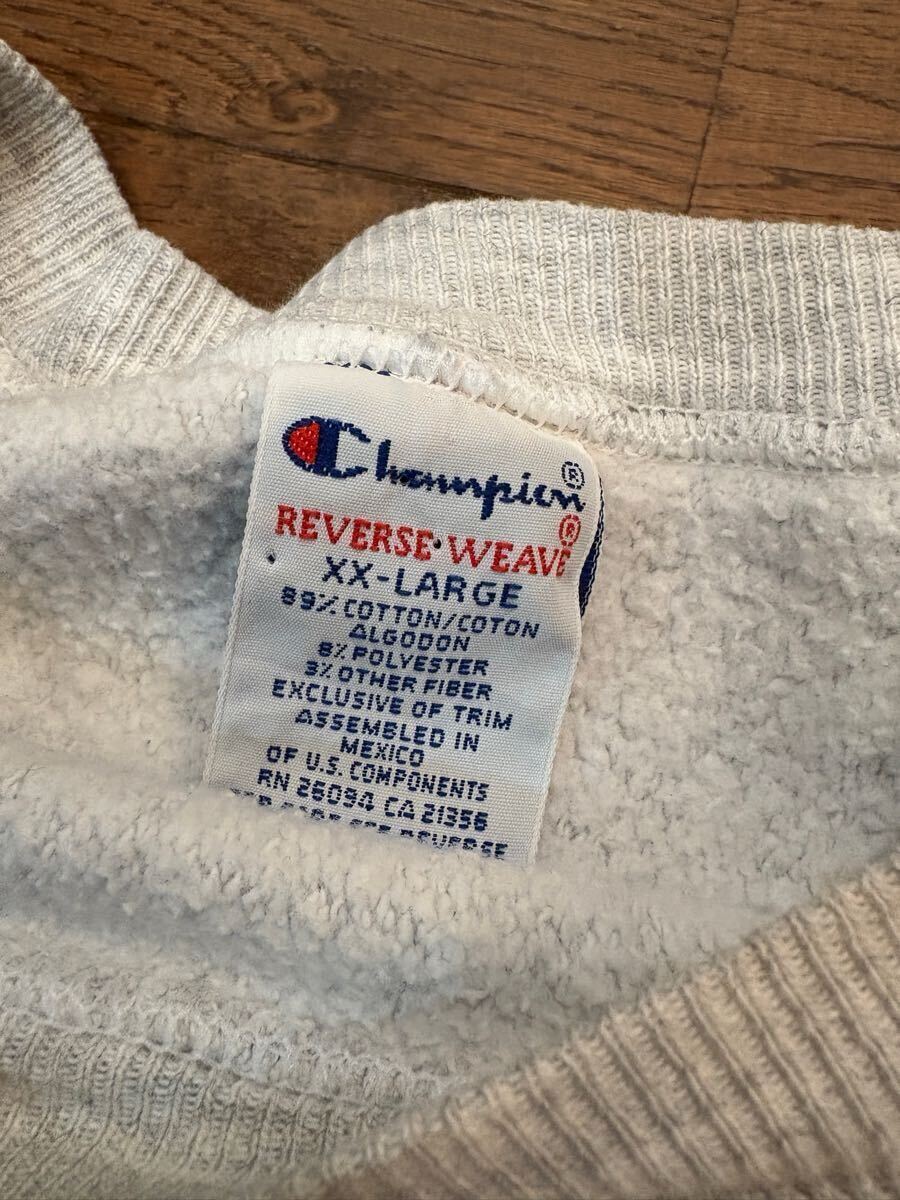 Champion®
REVERSE WEAVE®
XX-LARGE
89% COTTON/COTON
ALGODON
8% POLYESTER
3% OTHER FIBER
EXCLUSIVE OF TRIM
ASSEMBLED IN
MEXICO
OF U.S. COMPONENTS
RN 26094 CA 21356
REVERSE